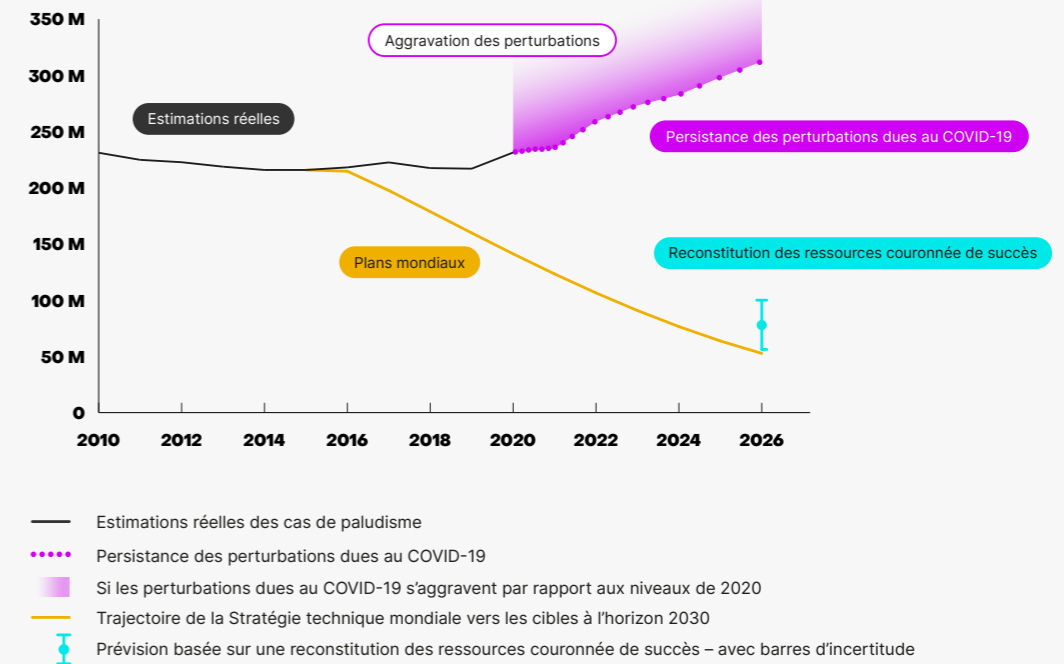 350 M
Aggravation des perturbations
300 M
Estimations réelles
250 M
Persistance des perturbations dues au COVID-19
200 M
150 M
Reconstitution des ressources couronnée de succès
Plans mondiaux
100 M
50 M
0
2010 2012 2014 2016 2018 2020 2022 2024 2026
Estimations réelles des cas de paludisme
Persistance des perturbations dues au COVID-19
Si les perturbations dues au COVID-19 s’aggravent par rapport aux niveaux de 2020
Trajectoire de la Stratégie technique mondiale vers les cibles à l’horizon 2030
Prévision basée sur une reconstitution des ressources couronnée de succès – avec barres d’incertitude